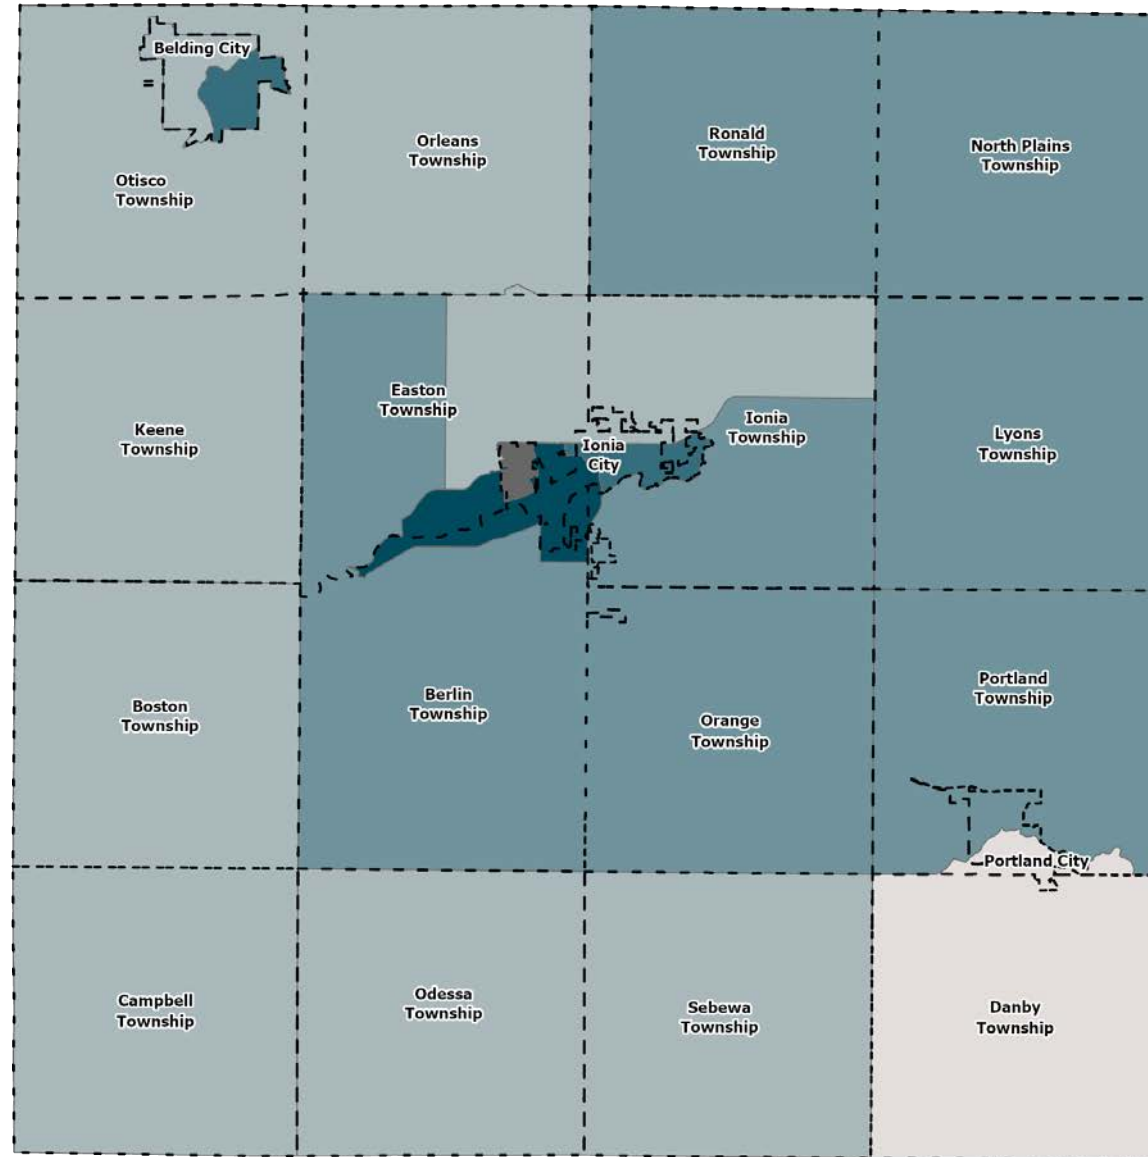 Belding City
Orleans
Township
Ronald
Township
North Plains
Township
Otisco
Township
Keene
Township
Easton
Township
Ionia
City
Ionia
Township
Lyons
Township
Boston
Township
Berlin
Township
Orange
Township
Portland
Township
Portland City
Campbell
Township
Odessa
Township
Sebewa
Township
Danby
Township